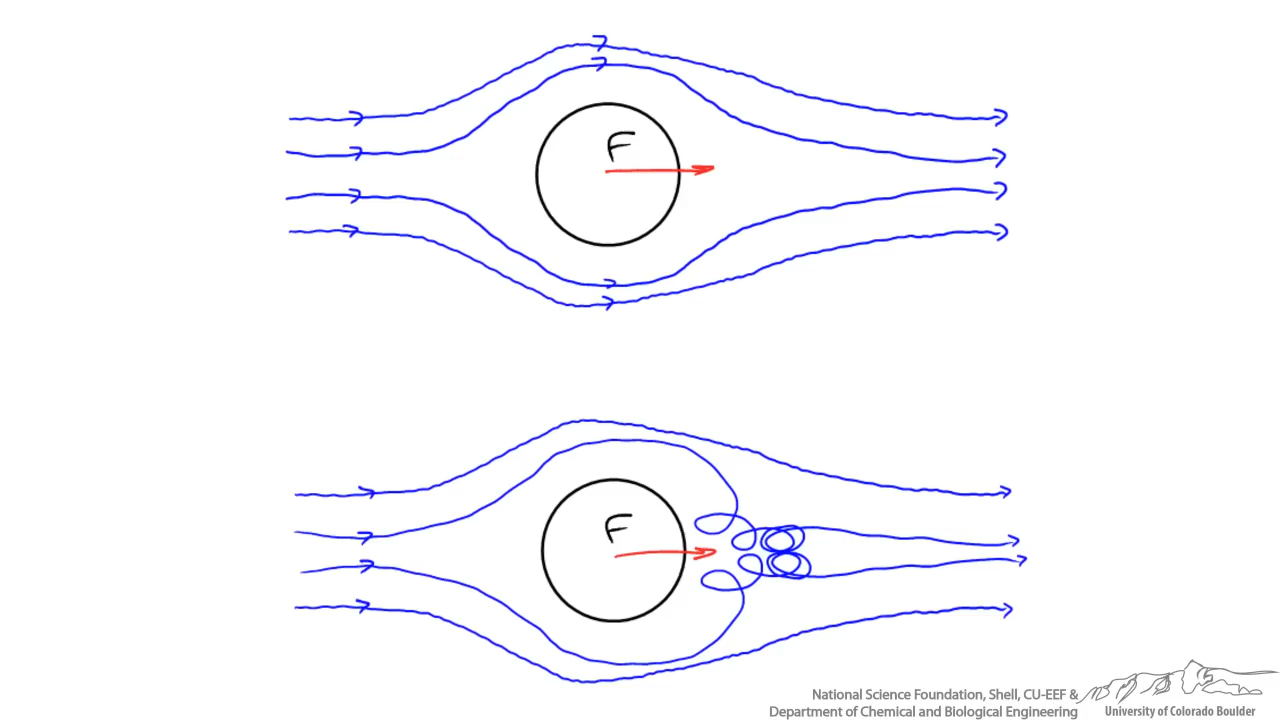 F
F
National Science Foundation, Shell, CU-EEF &
Department of Chemical and Biological Engineering
University of Colorado Boulder